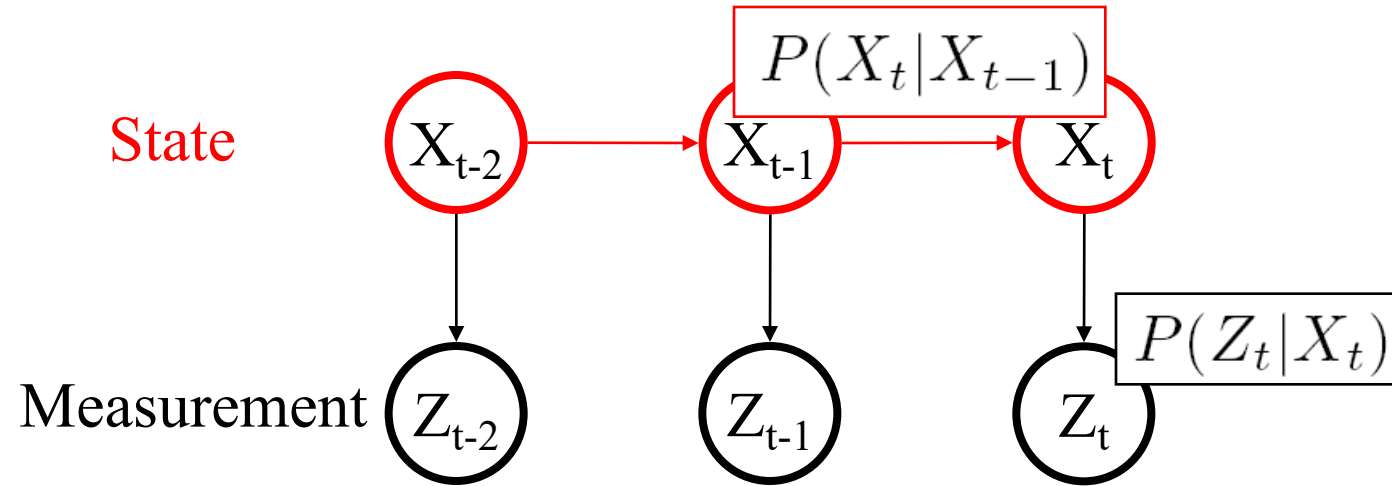 P(X_t|X_{t-1})
State X_{t-2} X_{t-1} X_t
P(Z_t|X_t)
Measurement Z_{t-2} Z_{t-1} Z_t